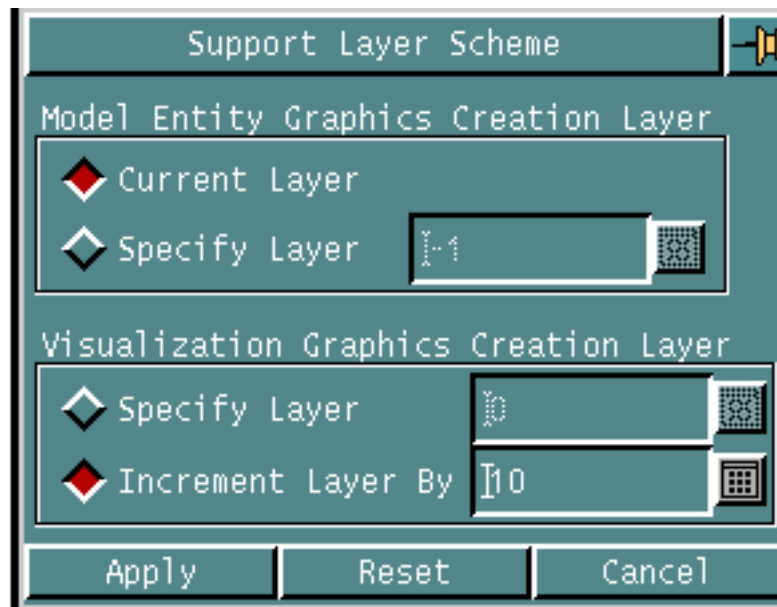 Support Layer Scheme
Model Entity Graphics Creation Layer
Current Layer
Specify Layer -1
Visualization Graphics Creation Layer
Specify Layer 0
Increment Layer By 10
Apply Reset Cancel